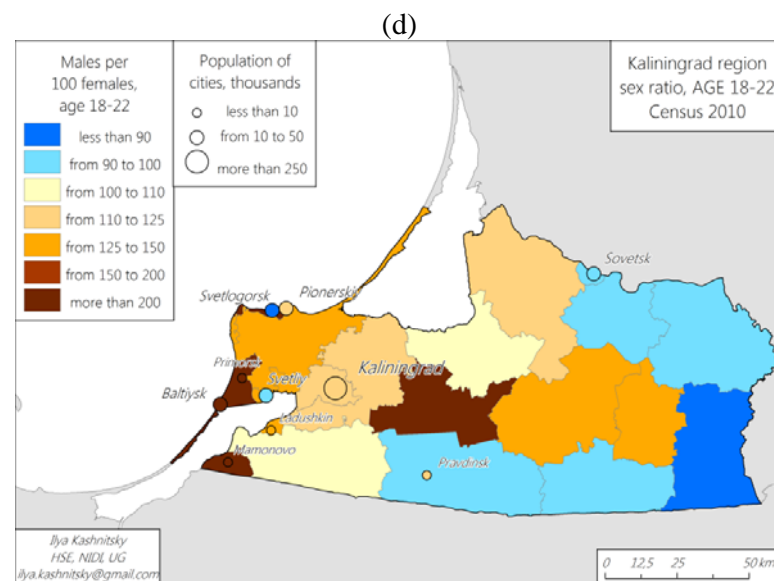 (d)
Males per
100 females,
age 18-22
less than 90
from 90 to 100
from 100 to 110
from 110 to 125
from 125 to 150
from 150 to 200
more than 200
Population of
cities, thousands
less than 10
from 10 to 50
more than 250
Kaliningrad region
sex ratio, AGE 18-22
Census 2010
Sovetsk
Svetlogorsk
Pionerskiy
Kaliningrad
Svetliy
Baltiysk
Ladushkin
Mamonovo
Pravdinsk
Ilya Kashnitsky
HSE, NIDI, UG
ilya.kashnitsky@gmail.com
0 12,5 25 50 km